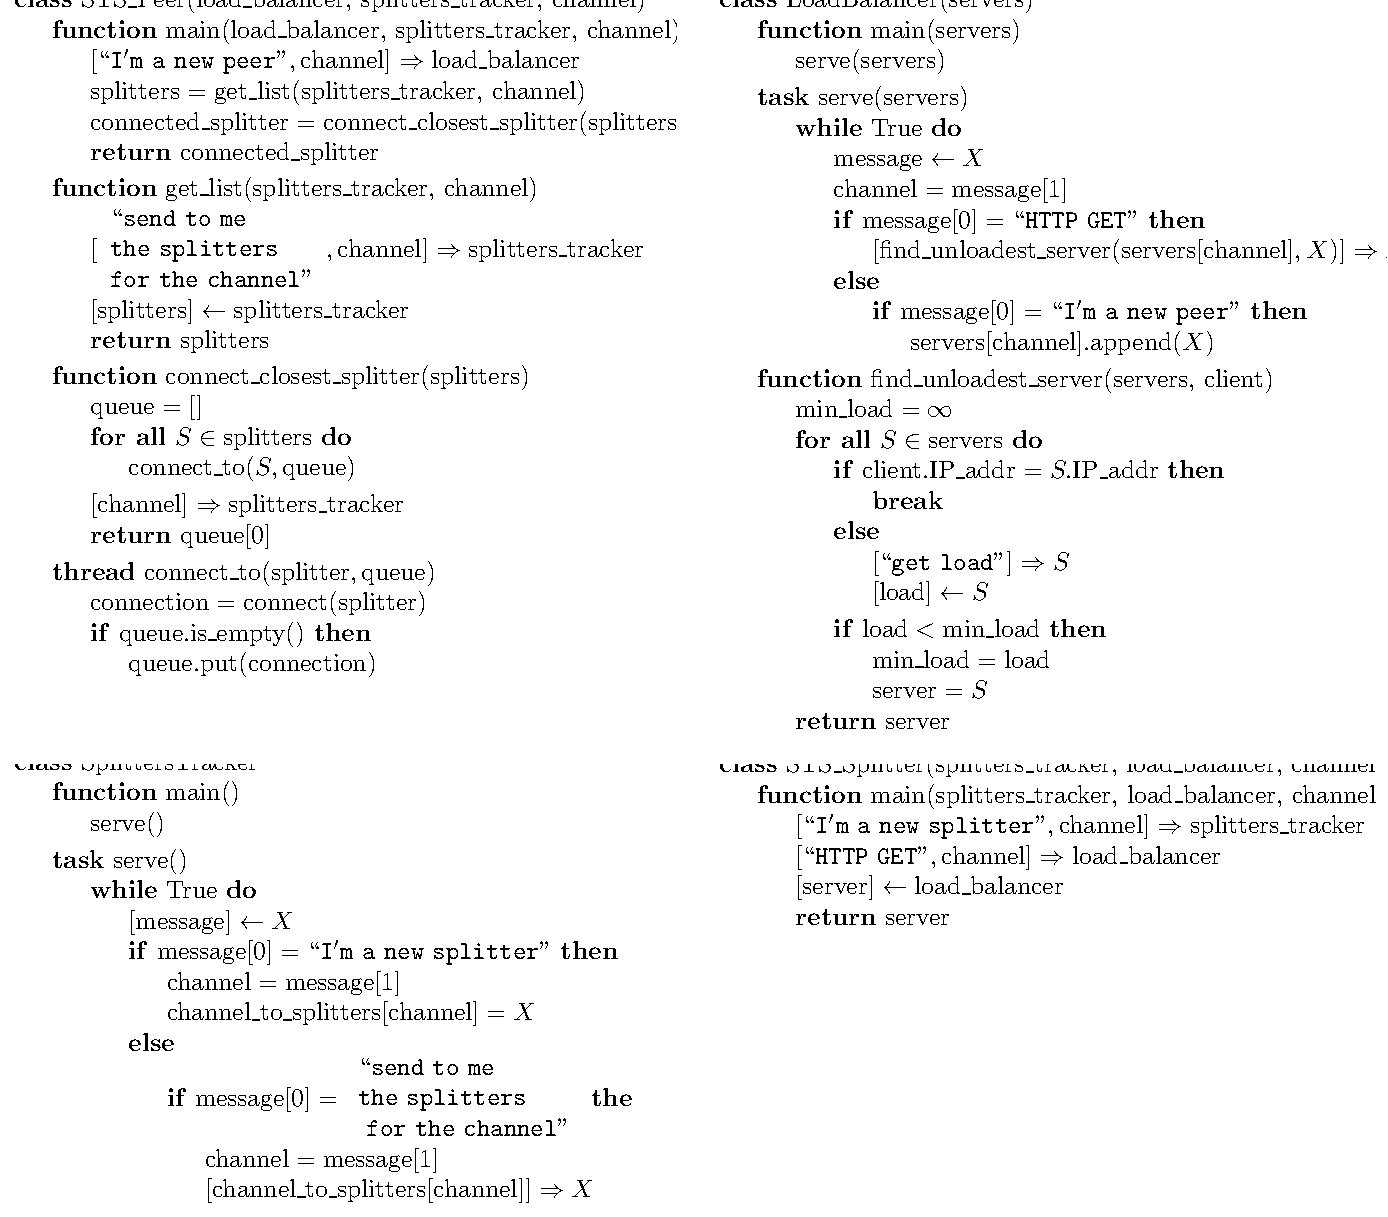 class STS_Peer(load_balancer, splitters_tracker, channel)
function main(load_balancer, splitters_tracker, channel)
[“I'm a new peer”, channel] ⇒ load_balancer
splitters = get_list(splitters_tracker, channel)
connected_splitter = connect_closest_splitter(splitters
return connected_splitter
function get_list(splitters_tracker, channel)
“send to me
[ the splitters , channel] ⇒ splitters_tracker
for the channel”
[splitters] ← splitters_tracker
return splitters
function connect_closest_splitter(splitters)
queue = []
for all S ∈ splitters do
connect_to(S, queue)
[channel] ⇒ splitters_tracker
return queue[0]
thread connect_to(splitter, queue)
connection = connect(splitter)
if queue.is_empty() then
queue.put(connection)
class LoadBalancer(servers)
function main(servers)
serve(servers)
task serve(servers)
while True do
message ← X
channel = message[1]
if message[0] = “HTTP GET” then
[find_unloadest_server(servers[channel], X)] ⇒
else
if message[0] = “I'm a new peer” then
servers[channel].append(X)
function find_unloadest_server(servers, client)
min_load = ∞
for all S ∈ servers do
if client.IP_addr = S.IP_addr then
break
else
[“get load”] ⇒ S
[load] ← S
if load < min_load then
min_load = load
server = S
return server
class SplittersTracker
function main()
serve()
task serve()
while True do
[message] ← X
if message[0] = “I'm a new splitter” then
channel = message[1]
channel_to_splitters[channel] = X
else
“send to me
if message[0] = the splitters the
for the channel”
channel = message[1]
[channel_to_splitters[channel]] ⇒ X
class STS_Splitter(splitters_tracker, load_balancer, channel
function main(splitters_tracker, load_balancer, channel
[“I'm a new splitter”, channel] ⇒ splitters_tracker
[“HTTP GET”, channel] ⇒ load_balancer
[server] ← load_balancer
return server